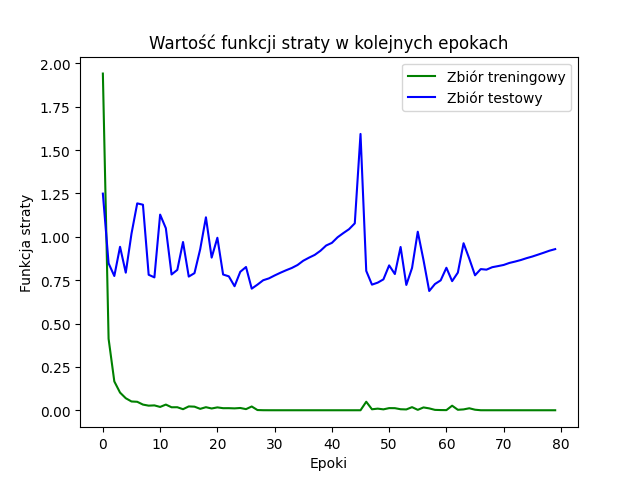 Wartość funkcji straty w kolejnych epokach
Zbiór treningowy
Zbiór testowy
Funkcja straty
2.00
1.75
1.50
1.25
1.00
0.75
0.50
0.25
0.00
0 10 20 30 40 50 60 70 80
Epoki